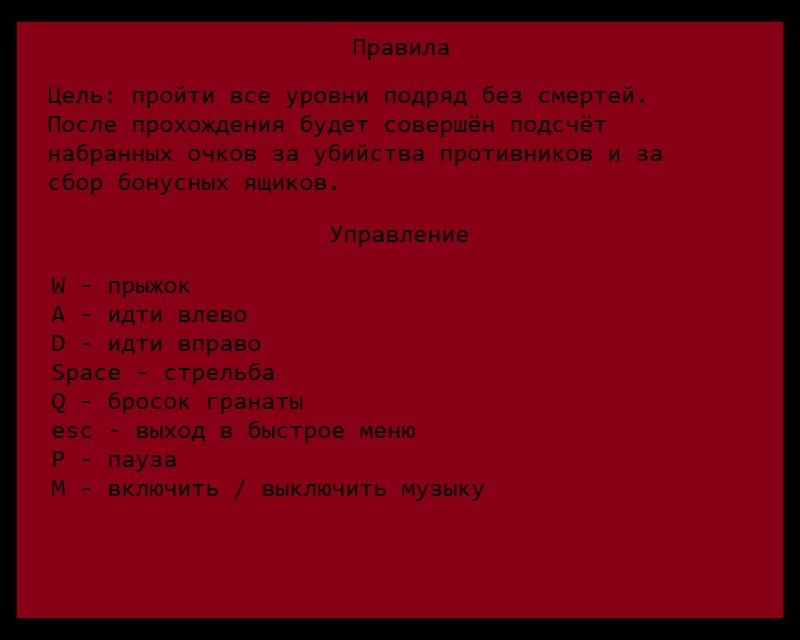 Правила
Цель: пройти все уровни подряд без смертей.
После прохождения будет совершён подсчёт
набранных очков за убийства противников и за
сбор бонусных ящиков.
Управление
W - прыжок
A - идти влево
D - идти вправо
Space - стрельба
Q - бросок гранаты
esc - выход в быстрое меню
P - пауза
M - включить / выключить музыку